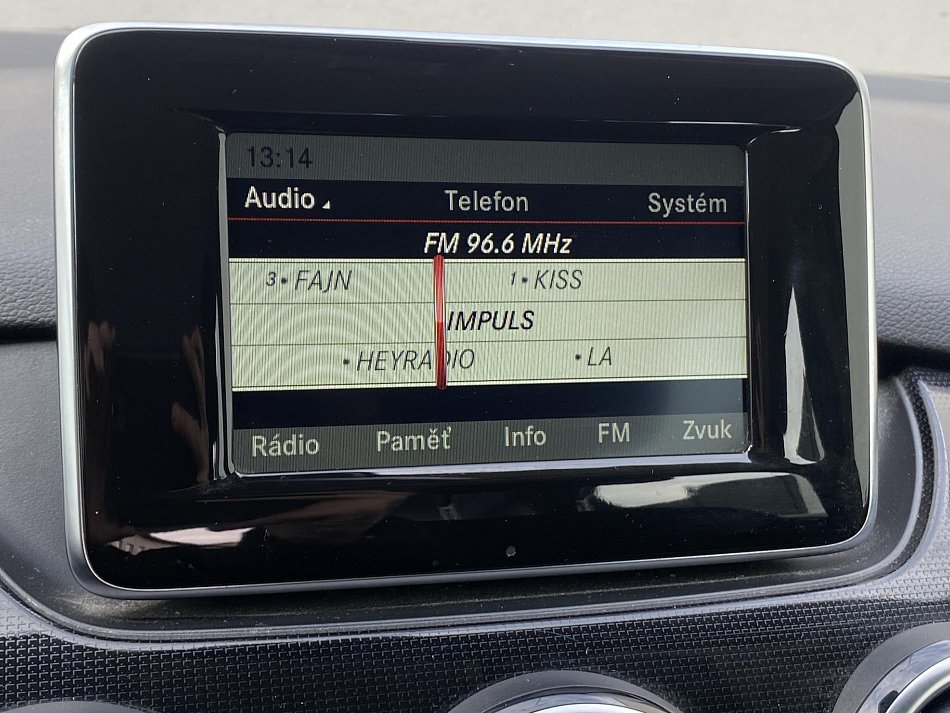 13:14
Audio Telefon Systém
FM 96.6 MHz
3•FAJN 1•KISS
IMPULS
•HEYRADIO •LA
Rádio Paměť Info FM Zvuk